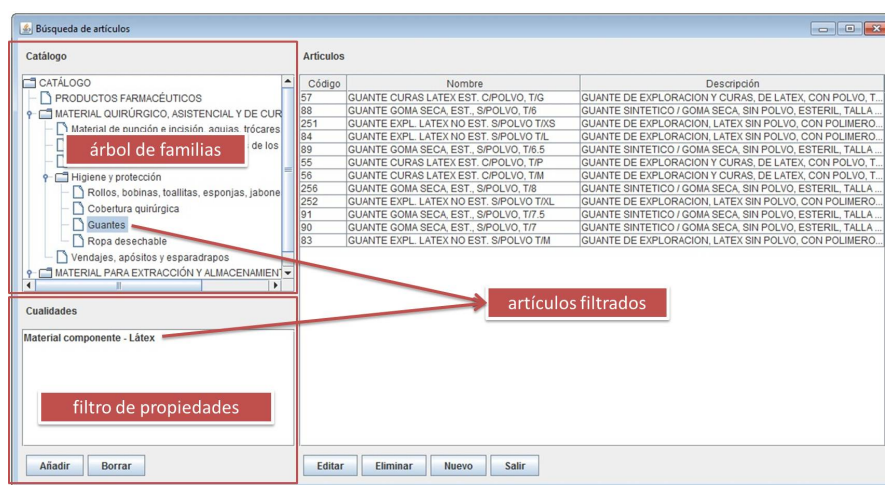 Búsqueda de artículos
Catálogo
CATÁLOGO
PRODUCTOS FARMACÉUTICOS
MATERIAL QUIRÚRGICO, ASISTENCIAL Y DE CUR
Material de punción e incisión, agujas, trócares
de los
árbol de familias
Higiene y protección
Rollos, bobinas, toallitas, esponjas, jabone
Cobertura quirúrgica
Guantes
Ropa desechable
Vendajes, apósitos y esparadrapos
MATERIAL PARA EXTRACCIÓN Y ALMACENAMIEN
Cualidades
Material componente - Látex
filtro de propiedades
Añadir Borrar
Artículos
Código Nombre Descripción
57 GUANTE CURAS LATEX EST. C/POLVO, T/G GUANTE DE EXPLORACION Y CURAS, DE LATEX, CON POLVO, T...
88 GUANTE GOMA SECA, EST., S/POLVO, T/6 GUANTE SINTETICO / GOMA SECA, SIN POLVO, ESTERIL, TALLA ...
251 GUANTE EXPL. LATEX NO EST. S/POLVO T/XS GUANTE DE EXPLORACION, LATEX SIN POLVO, CON POLIMERO...
84 GUANTE EXPL. LATEX NO EST. S/POLVO T/L GUANTE DE EXPLORACION, LATEX SIN POLVO, CON POLIMERO...
89 GUANTE GOMA SECA, EST., S/POLVO, T/6.5 GUANTE SINTETICO / GOMA SECA, SIN POLVO, ESTERIL, TALLA ...
55 GUANTE CURAS LATEX EST. C/POLVO, T/P GUANTE DE EXPLORACION Y CURAS, DE LATEX, CON POLVO, T...
56 GUANTE CURAS LATEX EST. C/POLVO, T/M GUANTE DE EXPLORACION Y CURAS, DE LATEX, CON POLVO, T...
256 GUANTE GOMA SECA, EST., S/POLVO, T/8 GUANTE SINTETICO / GOMA SECA, SIN POLVO, ESTERIL, TALLA ...
252 GUANTE EXPL. LATEX NO EST. S/POLVO T/XL GUANTE DE EXPLORACION, LATEX SIN POLVO, CON POLIMERO...
91 GUANTE GOMA SECA, EST., S/POLVO, T/7.5 GUANTE SINTETICO / GOMA SECA, SIN POLVO, ESTERIL, TALLA ...
90 GUANTE GOMA SECA, EST., S/POLVO, T/7 GUANTE SINTETICO / GOMA SECA, SIN POLVO, ESTERIL, TALLA ...
83 GUANTE EXPL. LATEX NO EST. S/POLVO T/M GUANTE DE EXPLORACION, LATEX SIN POLVO, CON POLIMERO...
artículos filtrados
Editar Eliminar Nuevo Salir